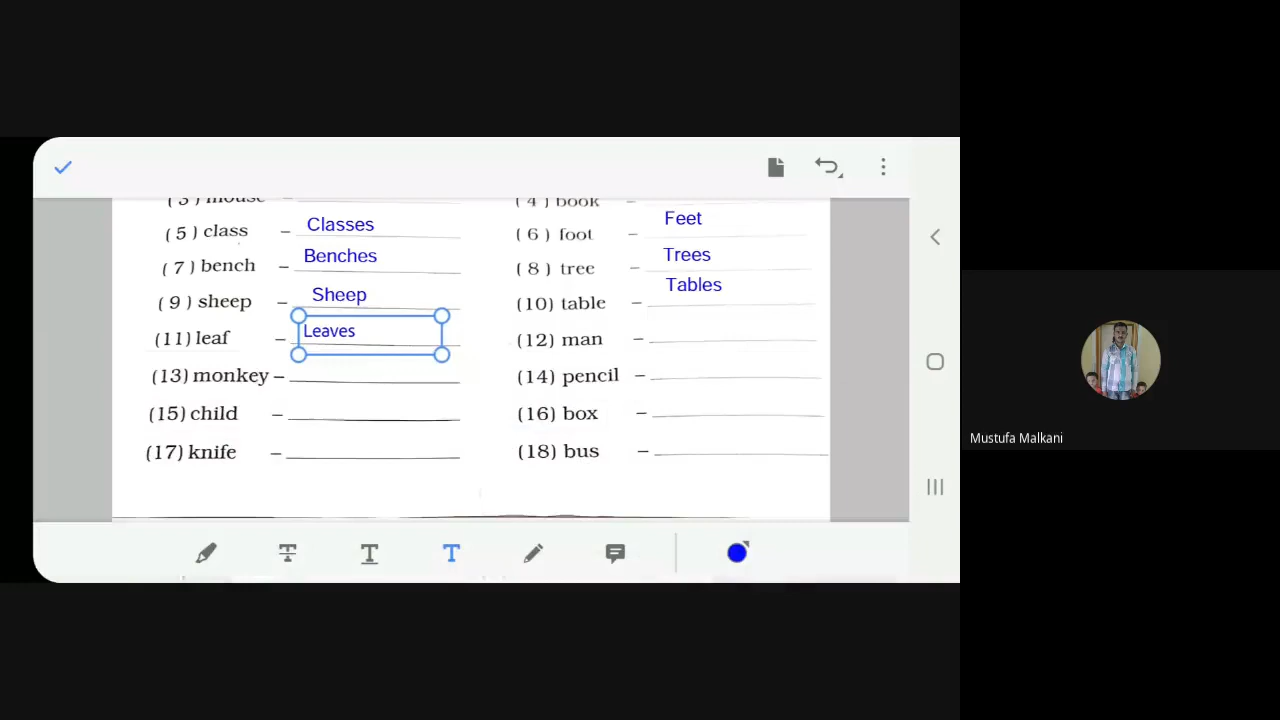 (3) mouse – (4) book –
(5) class – Classes (6) foot – Feet
(7) bench – Benches (8) tree – Trees
(9) sheep – Sheep (10) table – Tables
(11) leaf – Leaves (12) man –
(13) monkey – (14) pencil –
(15) child – (16) box –
(17) knife – (18) bus –
T T T
Mustufa Malkani